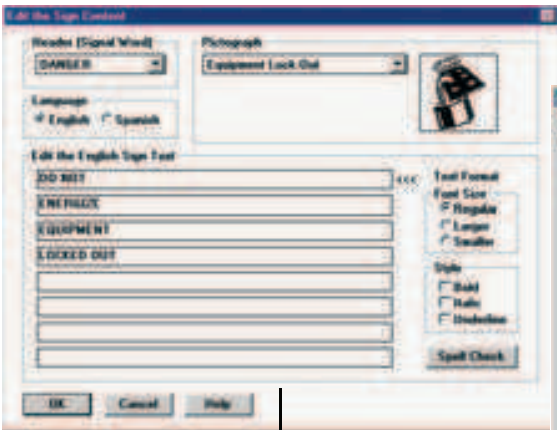 Edit the Sign Content
Header (Signal Word)
DANGER
Pictograph
Equipment Lock Out
Language
English Spanish
Edit the English Sign Text
DO NOT <<<
ENERGIZE
EQUIPMENT
LOCKED OUT
Text Format
Font Size
Regular
Larger
Smaller
Style
Bold
Italic
Underline
Spell Check
OK Cancel Help